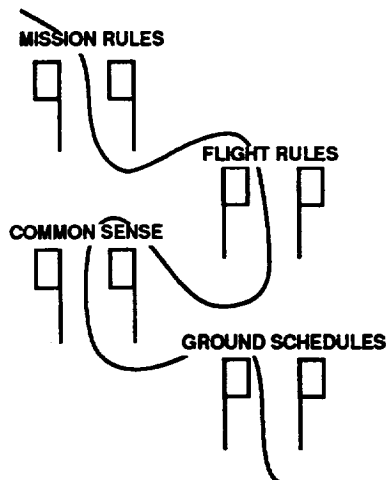 MISSION RULES
FLIGHT RULES
COMMON SENSE
GROUND SCHEDULES